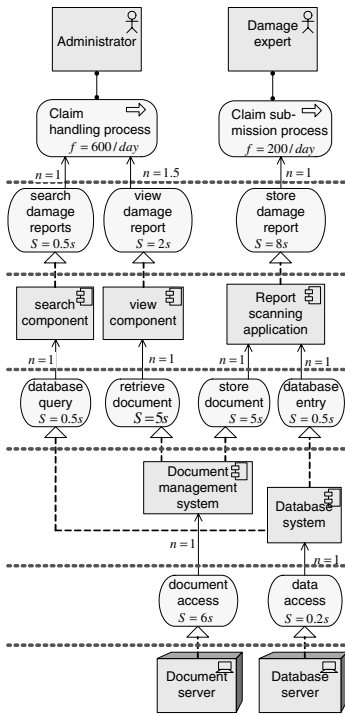 Administrator
Damage
expert
Claim
handling process
f = 600/day
Claim sub-
mission process
f = 200/day
n=1
n=1.5
n=1
search
damage
reports
S = 0.5s
view
damage
report
S = 2s
store
damage
report
S = 8s
search
component
view
component
Report
scanning
application
n=1
n=1
n=1
n=1
database
query
S = 0.5s
retrieve
document
S=5s
store
document
S = 5s
database
entry
S = 0.5s
Document
management
system
Database
system
n=1
n=1
document
access
S = 6s
data
access
S = 0.2s
Document
server
Database
server